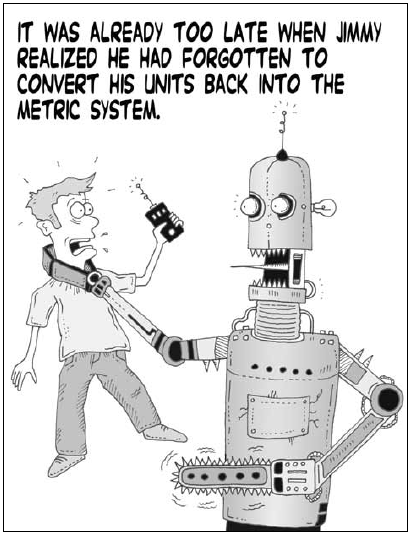 IT WAS ALREADY TOO LATE WHEN JIMMY
REALIZED HE HAD FORGOTTEN TO
CONVERT HIS UNITS BACK INTO THE
METRIC SYSTEM.